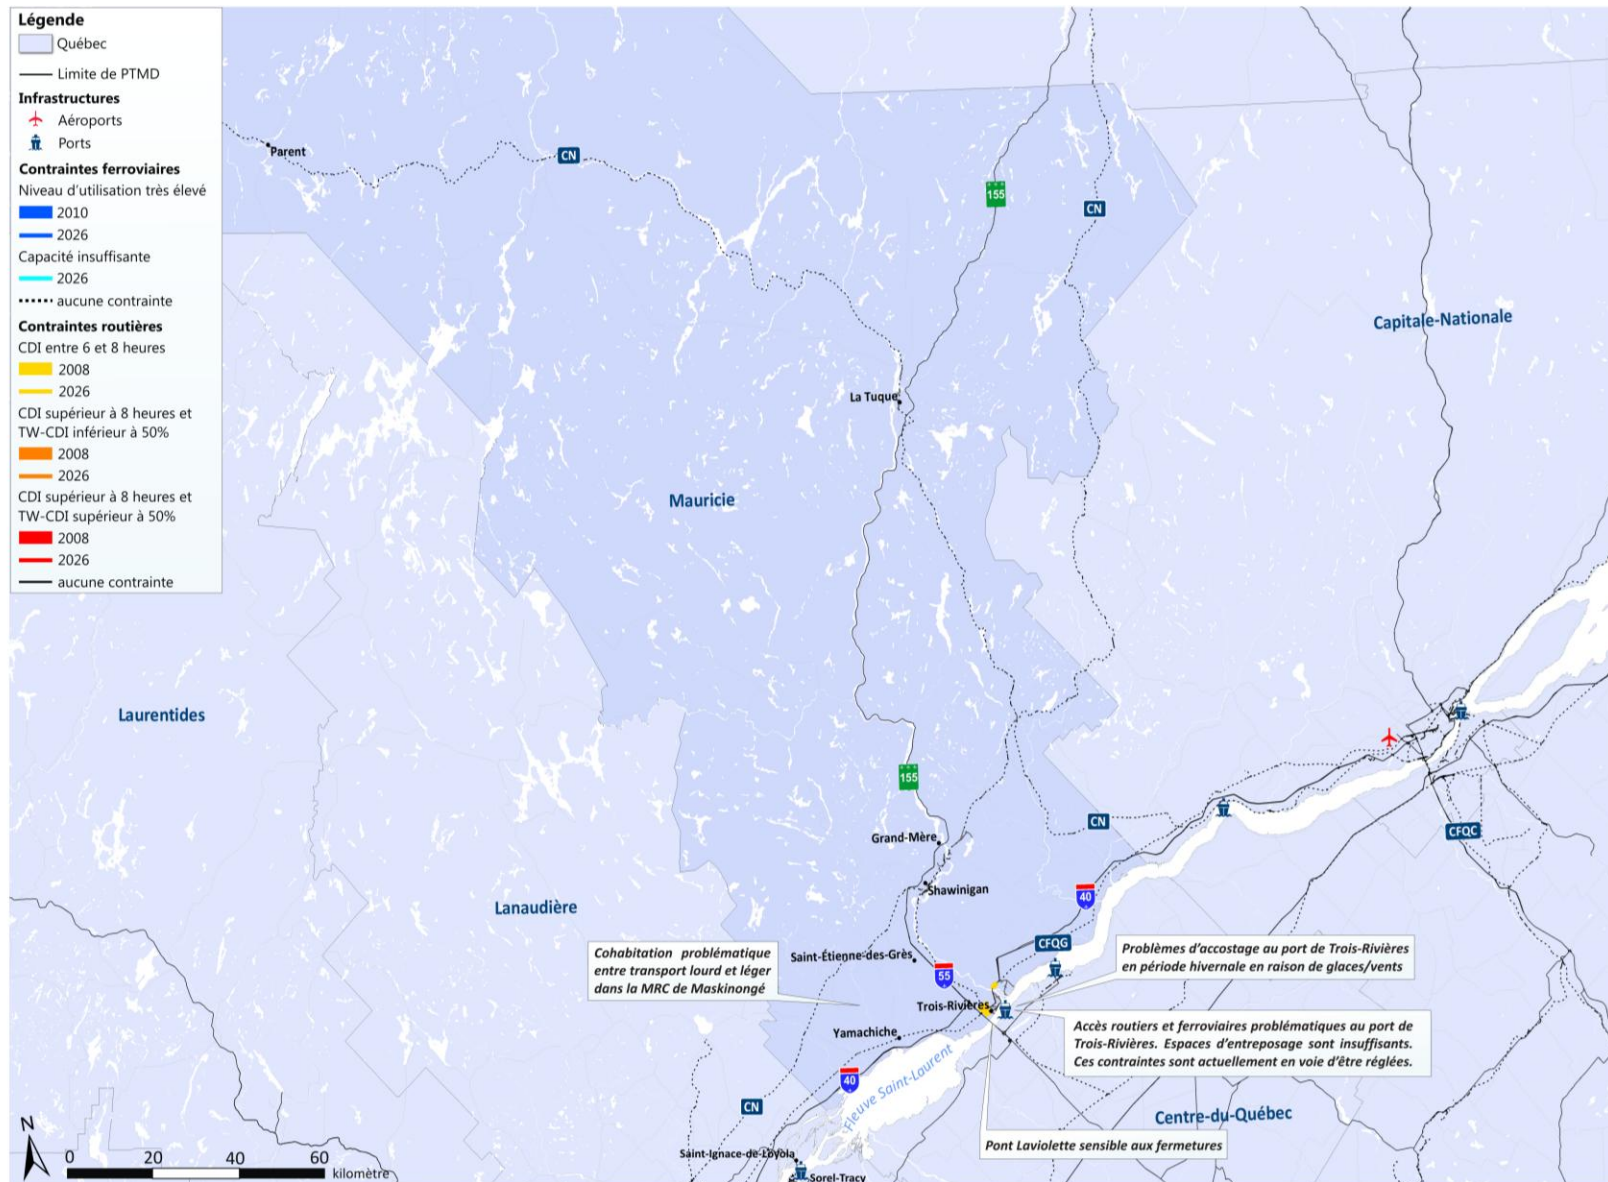 Légende
Québec
Limite de PTMD
Infrastructures
Aéroports
Ports
Contraintes ferroviaires
Niveau d'utilisation très élevé
2010
2026
Capacité insuffisante
2026
aucune contrainte
Contraintes routières
CDI entre 6 et 8 heures
2008
2026
CDI supérieur à 8 heures et
TW-CDI inférieur à 50%
2008
2026
CDI supérieur à 8 heures et
TW-CDI supérieur à 50%
2008
2026
aucune contrainte
Parent
CN
155
CN
Capitale-Nationale
La Tuque
Mauricie
Laurentides
155
CN
Grand-Mère
CFQC
Shawinigan
40
Lanaudière
CFQG
Cohabitation problématique
entre transport lourd et léger
dans la MRC de Maskinongé
Saint-Étienne-des-Grès
55
Problèmes d'accostage au port de Trois-Rivières
en période hivernale en raison de glaces/vents
Trois-Rivières
Yamachiche
Accès routiers et ferroviaires problématiques au port de
Trois-Rivières. Espaces d'entreposage sont insuffisants.
Ces contraintes sont actuellement en voie d'être réglées.
40
Fleuve Saint-Laurent
CN
Centre-du-Québec
Pont Laviolette sensible aux fermetures
Saint-Ignace-de-Loyola
Sorel-Tracy
N
0 20 40 60
kilomètre